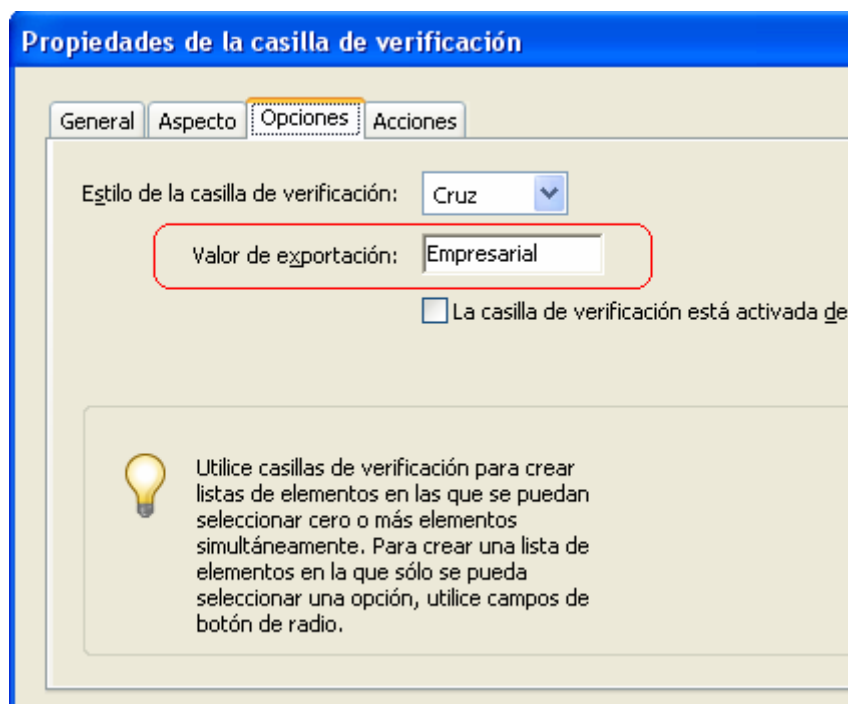 Propiedades de la casilla de verificación
General Aspecto Opciones Acciones
Estilo de la casilla de verificación: Cruz
Valor de exportación: Empresarial
La casilla de verificación está activada de
Utilice casillas de verificación para crear
listas de elementos en las que se puedan
seleccionar cero o más elementos
simultáneamente. Para crear una lista de
elementos en la que sólo se pueda
seleccionar una opción, utilice campos de
botón de radio.